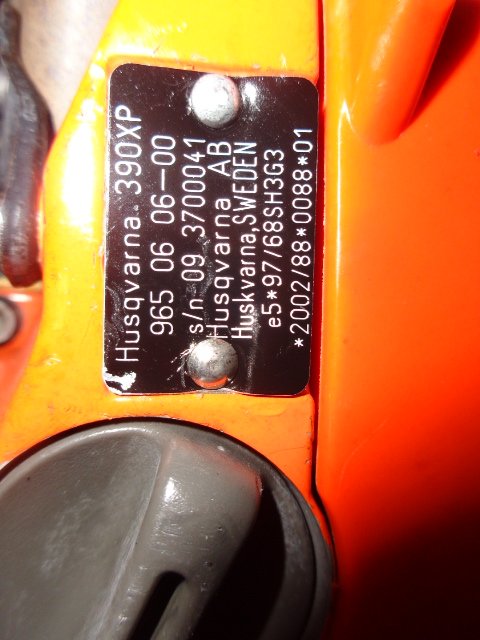 Husqvarna 390XP
965 06 06-00
s/n 09 3700041
Husqvarna AB
Huskvarna,SWEDEN
e5*97/68SH3G3
*2002/88*0088*01